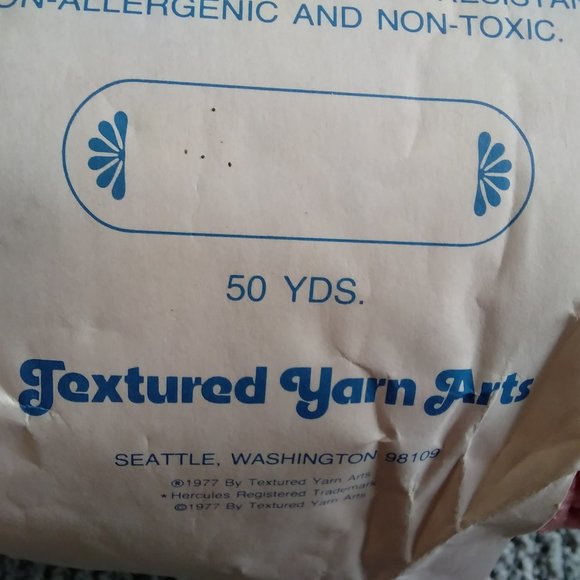 ON-ALLERGENIC AND NON-TOXIC.
50 YDS.
Textured Yarn Arts
SEATTLE, WASHINGTON 98109
®1977 By Textured Yarn Arts
* Hercules Registered Trademark
©1977 By Textured Yarn Arts